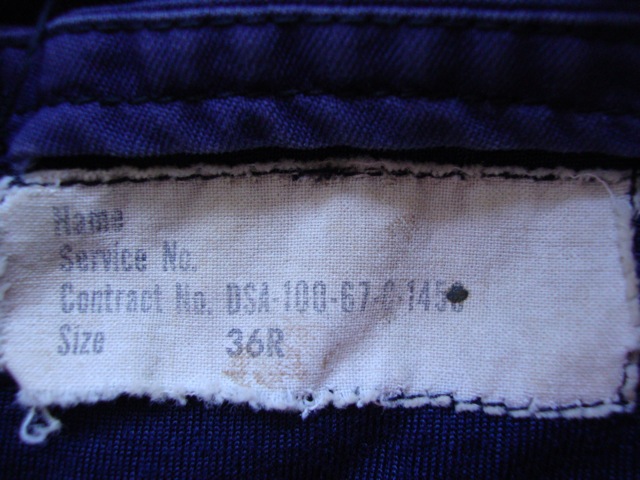 Name
Service No.
Contract No. DSA-100-67-C-145
Size 36R